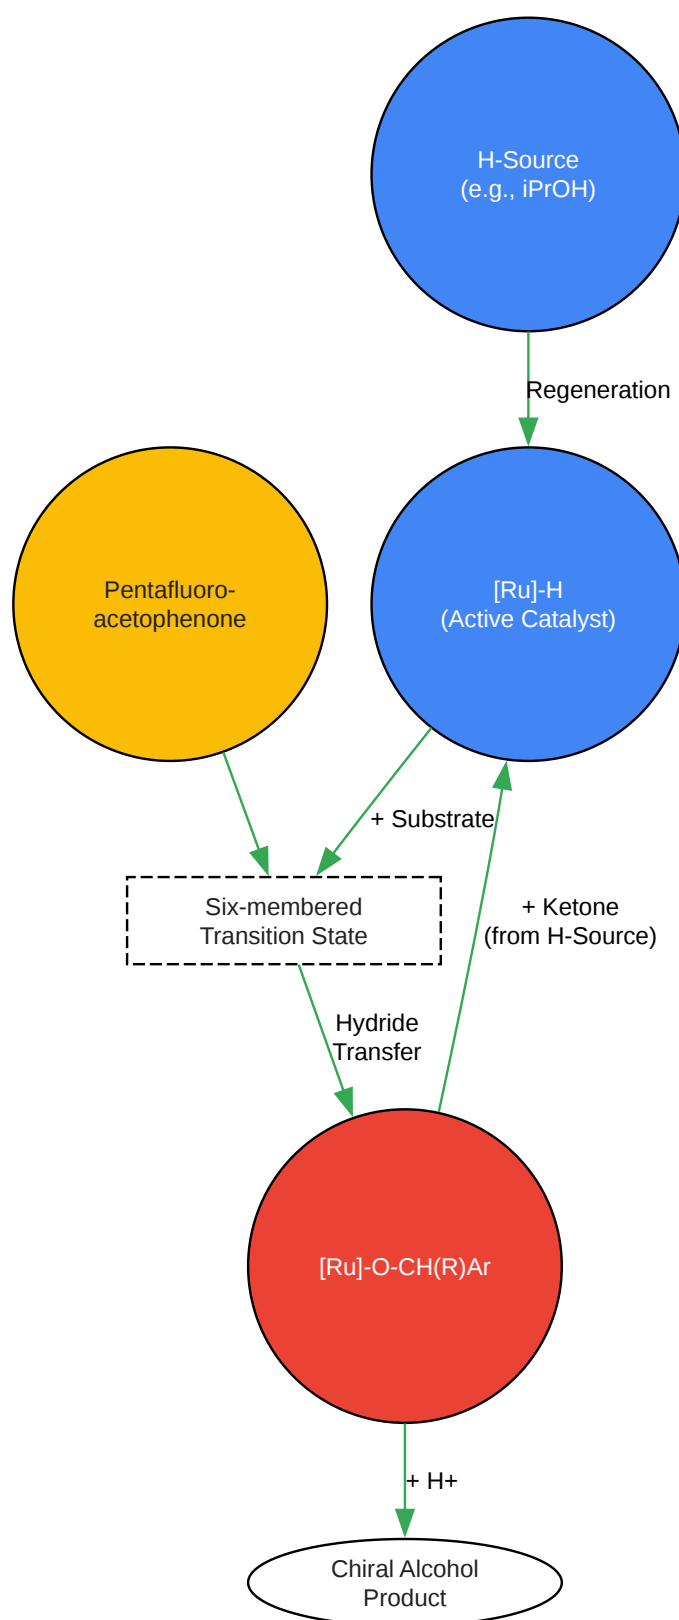 H-Source
(e.g., iPrOH)
Regeneration
Pentafluoro-
acetophenone
[Ru]-H
(Active Catalyst)
+ Substrate
Six-membered
Transition State
+ Ketone
(from H-Source)
Hydride
Transfer
[Ru]-O-CH(R)Ar
+ H+
Chiral Alcohol
Product